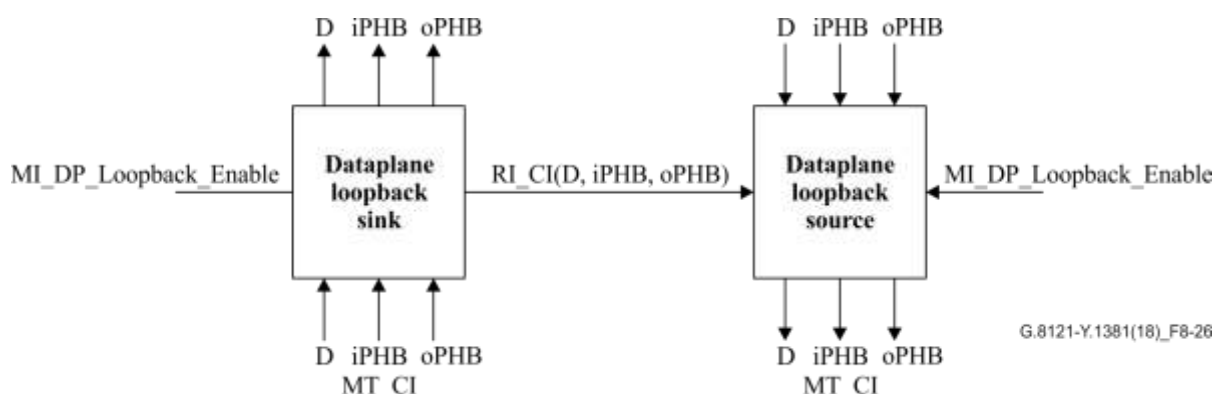 D iPHB oPHB
D iPHB oPHB
MI_DP_Loopback_Enable
Dataplane
loopback
sink
RI_CI(D, iPHB, oPHB)
Dataplane
loopback
source
MI_DP_Loopback_Enable
G.8121-Y.1381(18)_F8-26
D iPHB oPHB
MT_CI
D iPHB oPHB
MT_CI